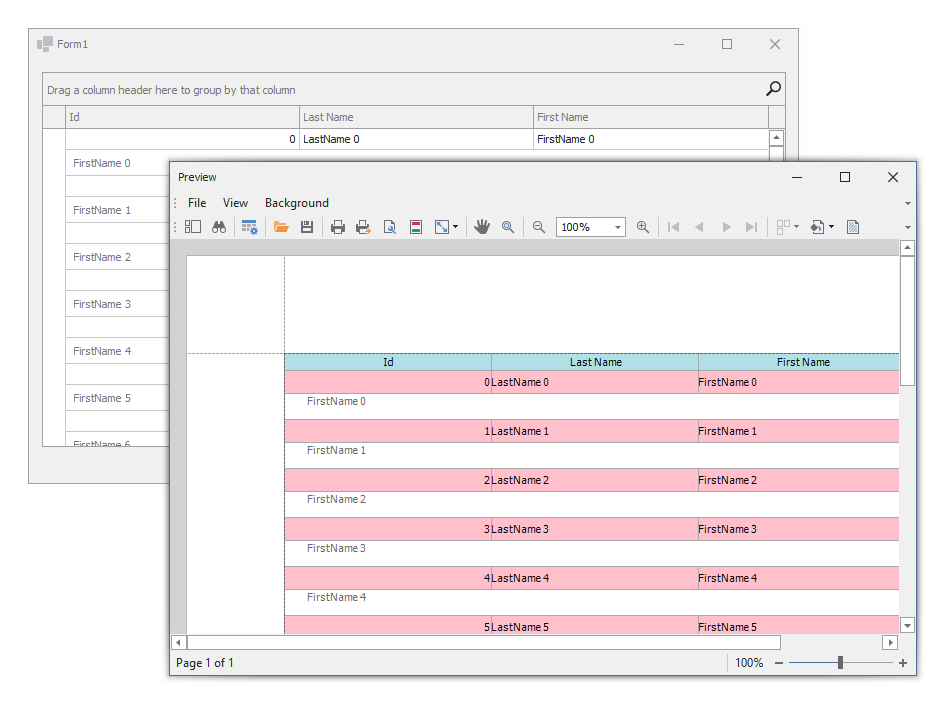 Form1
Drag a column header here to group by that column
Id Last Name First Name
0 LastName 0 FirstName 0
FirstName 0
FirstName 1
FirstName 2
FirstName 3
FirstName 4
FirstName 5
FirstName 6
Preview
File View Background
100%
Id Last Name First Name
0 LastName 0 FirstName 0
FirstName 0
1 LastName 1 FirstName 1
FirstName 1
2 LastName 2 FirstName 2
FirstName 2
3 LastName 3 FirstName 3
FirstName 3
4 LastName 4 FirstName 4
FirstName 4
5 LastName 5 FirstName 5
Page 1 of 1 100%